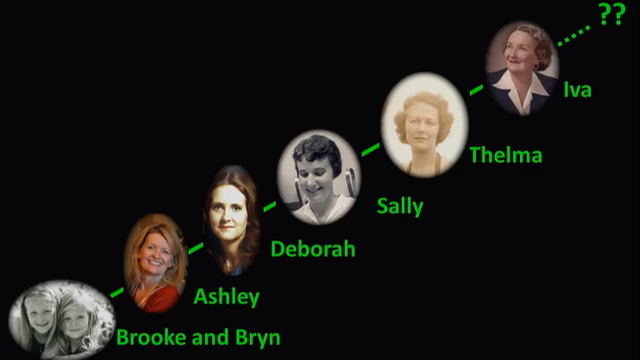 ??
Iva
Thelma
Sally
Deborah
Ashley
Brooke and Bryn